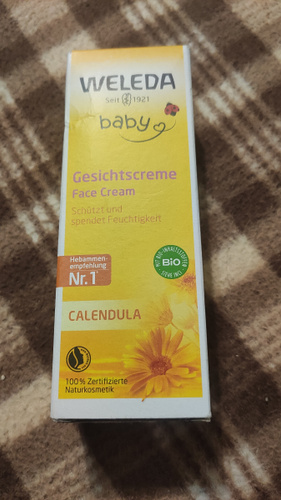 WELEDA
Seit 1921
baby
Gesichtscreme
Face Cream
Schützt und
spendet Feuchtigkeit
Hebammen-
empfehlung
Nr. 1
BIO
CALENDULA
100% Zertifizierte
Naturkosmetik